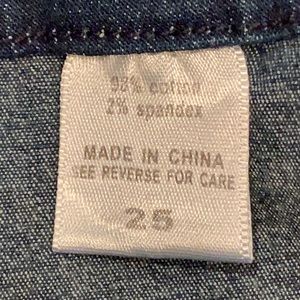 98% cotton
2% spandex
MADE IN CHINA
SEE REVERSE FOR CARE
25